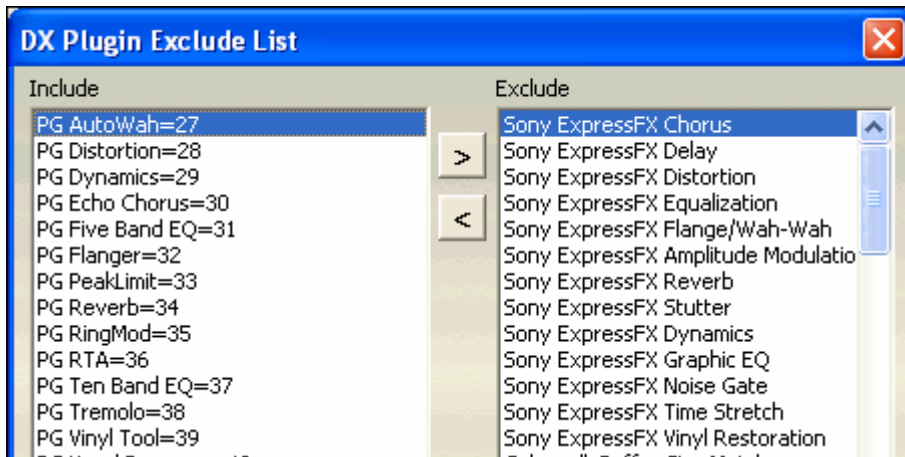 DX Plugin Exclude List
Include
PG AutoWah=27
PG Distortion=28
PG Dynamics=29
PG Echo Chorus=30
PG Five Band EQ=31
PG Flanger=32
PG PeakLimit=33
PG Reverb=34
PG RingMod=35
PG RTA=36
PG Ten Band EQ=37
PG Tremolo=38
PG Vinyl Tool=39
>
<
Exclude
Sony ExpressFX Chorus
Sony ExpressFX Delay
Sony ExpressFX Distortion
Sony ExpressFX Equalization
Sony ExpressFX Flange/Wah-Wah
Sony ExpressFX Amplitude Modulatio
Sony ExpressFX Reverb
Sony ExpressFX Stutter
Sony ExpressFX Dynamics
Sony ExpressFX Graphic EQ
Sony ExpressFX Noise Gate
Sony ExpressFX Time Stretch
Sony ExpressFX Vinyl Restoration